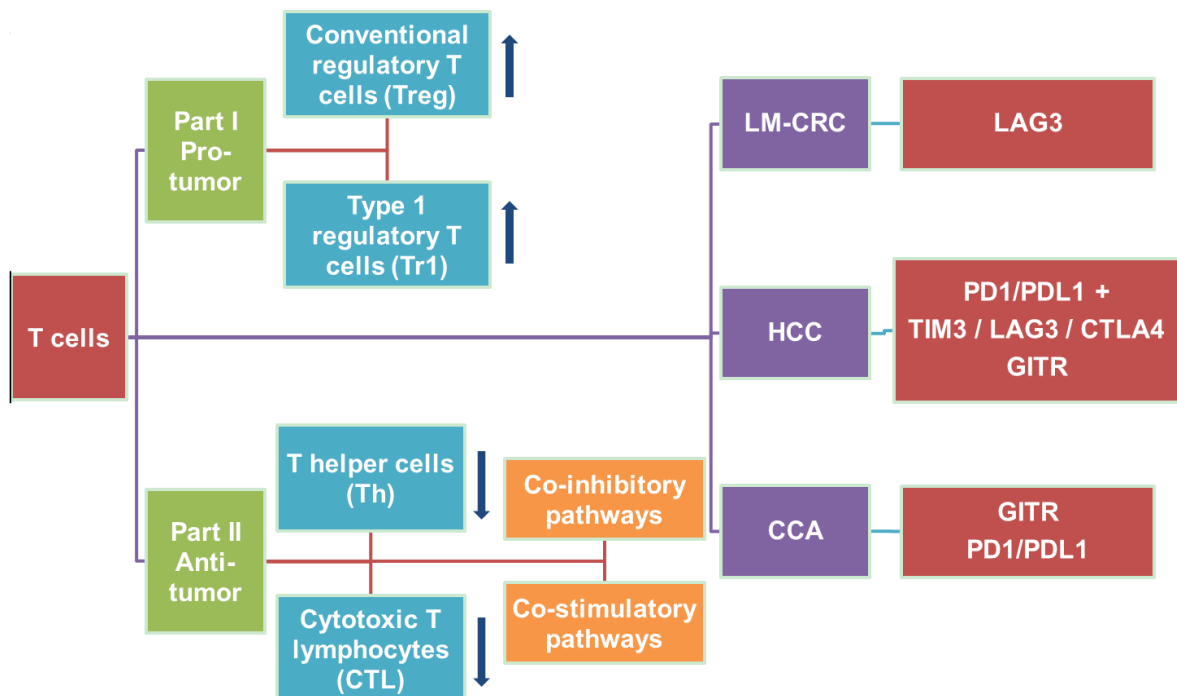 Conventional
regulatory T
cells (Treg)
Part I
Pro-
tumor
Type 1
regulatory T
cells (Tr1)
T cells
T helper cells
(Th)
Part II
Anti-
tumor
Cytotoxic T
lymphocytes
(CTL)
Co-inhibitory
pathways
Co-stimulatory
pathways
LM-CRC
LAG3
HCC
PD1/PDL1 +
TIM3 / LAG3 / CTLA4
GITR
CCA
GITR
PD1/PDL1